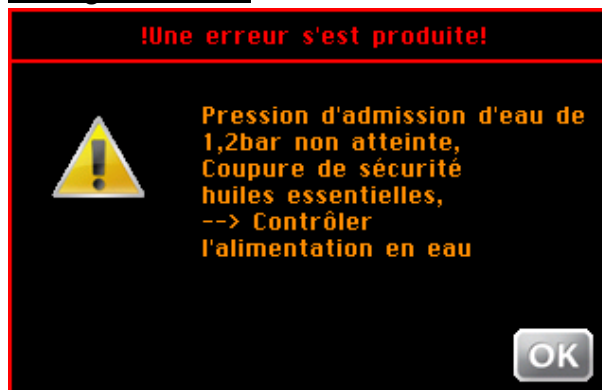 !Une erreur s'est produite!
Pression d'admission d'eau de
1,2bar non atteinte,
Coupure de sécurité
huiles essentielles,
--> Contrôler
l'alimentation en eau
OK